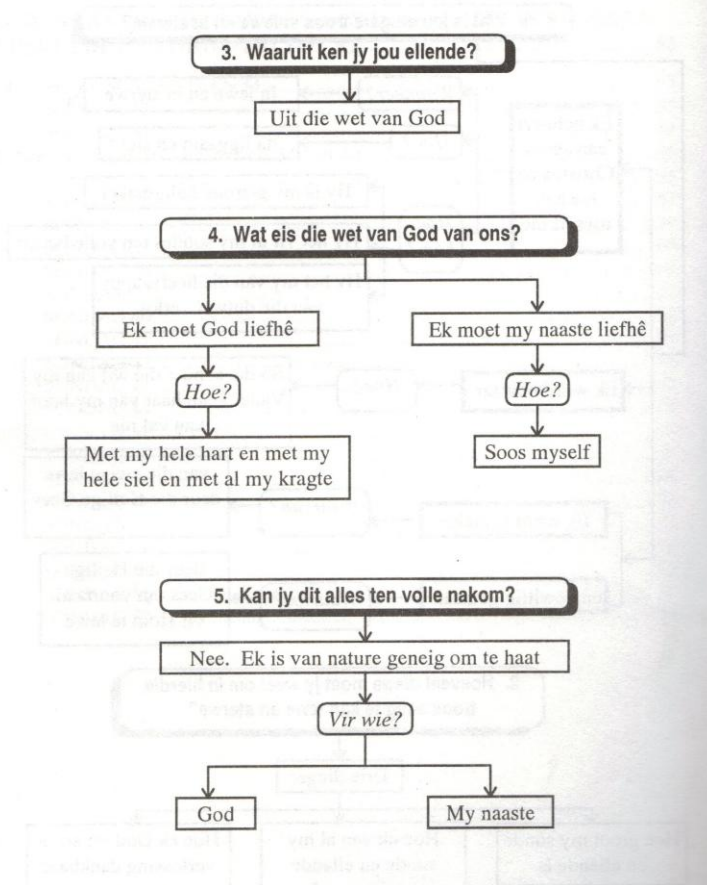 3. Waaruit ken jy jou ellende?
Uit die wet van God
4. Wat eis die wet van God van ons?
Ek moet God liefhê
Ek moet my naaste liefhê
Hoe?
Hoe?
Met my hele hart en met my
hele siel en met al my kragte
Soos myself
5. Kan jy dit alles ten volle nakom?
Nee. Ek is van nature geneig om te haat
Vir wie?
God
My naaste